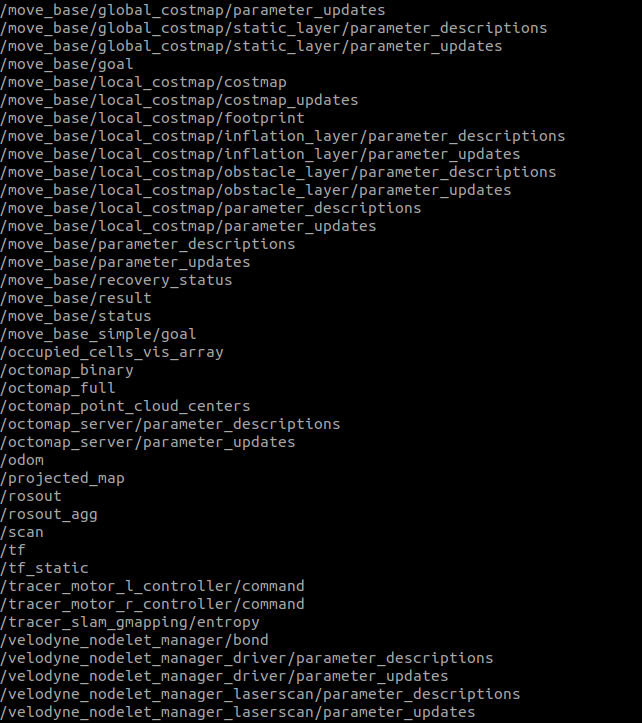 /move_base/global_costmap/parameter_updates
/move_base/global_costmap/static_layer/parameter_descriptions
/move_base/global_costmap/static_layer/parameter_updates
/move_base/goal
/move_base/local_costmap/costmap
/move_base/local_costmap/costmap_updates
/move_base/local_costmap/footprint
/move_base/local_costmap/inflation_layer/parameter_descriptions
/move_base/local_costmap/inflation_layer/parameter_updates
/move_base/local_costmap/obstacle_layer/parameter_descriptions
/move_base/local_costmap/obstacle_layer/parameter_updates
/move_base/local_costmap/parameter_descriptions
/move_base/local_costmap/parameter_updates
/move_base/parameter_descriptions
/move_base/parameter_updates
/move_base/recovery_status
/move_base/result
/move_base/status
/move_base_simple/goal
/occupied_cells_vis_array
/octomap_binary
/octomap_full
/octomap_point_cloud_centers
/octomap_server/parameter_descriptions
/octomap_server/parameter_updates
/odom
/projected_map
/rosout
/rosout_agg
/scan
/tf
/tf_static
/tracer_motor_l_controller/command
/tracer_motor_r_controller/command
/tracer_slam_gmapping/entropy
/velodyne_nodelet_manager/bond
/velodyne_nodelet_manager_driver/parameter_descriptions
/velodyne_nodelet_manager_driver/parameter_updates
/velodyne_nodelet_manager_laserscan/parameter_descriptions
/velodyne_nodelet_manager_laserscan/parameter_updates